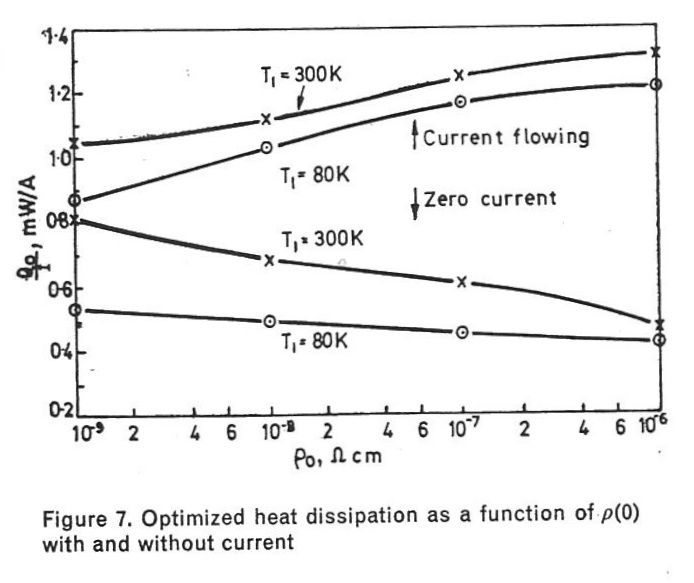 1·4
1·2
1·0
0·8
0·6
0·4
0·2
Q₀/I, mW/A
T₁ = 300K
T₁= 80K
↑Current flowing
↓Zero current
T₁= 300K
T₁= 80K
10⁻⁹ 2 4 6 10⁻⁸ 2 4 6 10⁻⁷ 2 4 6 10⁻⁶
ρ₀, Ω cm
Figure 7. Optimized heat dissipation as a function of ρ(0)
with and without current